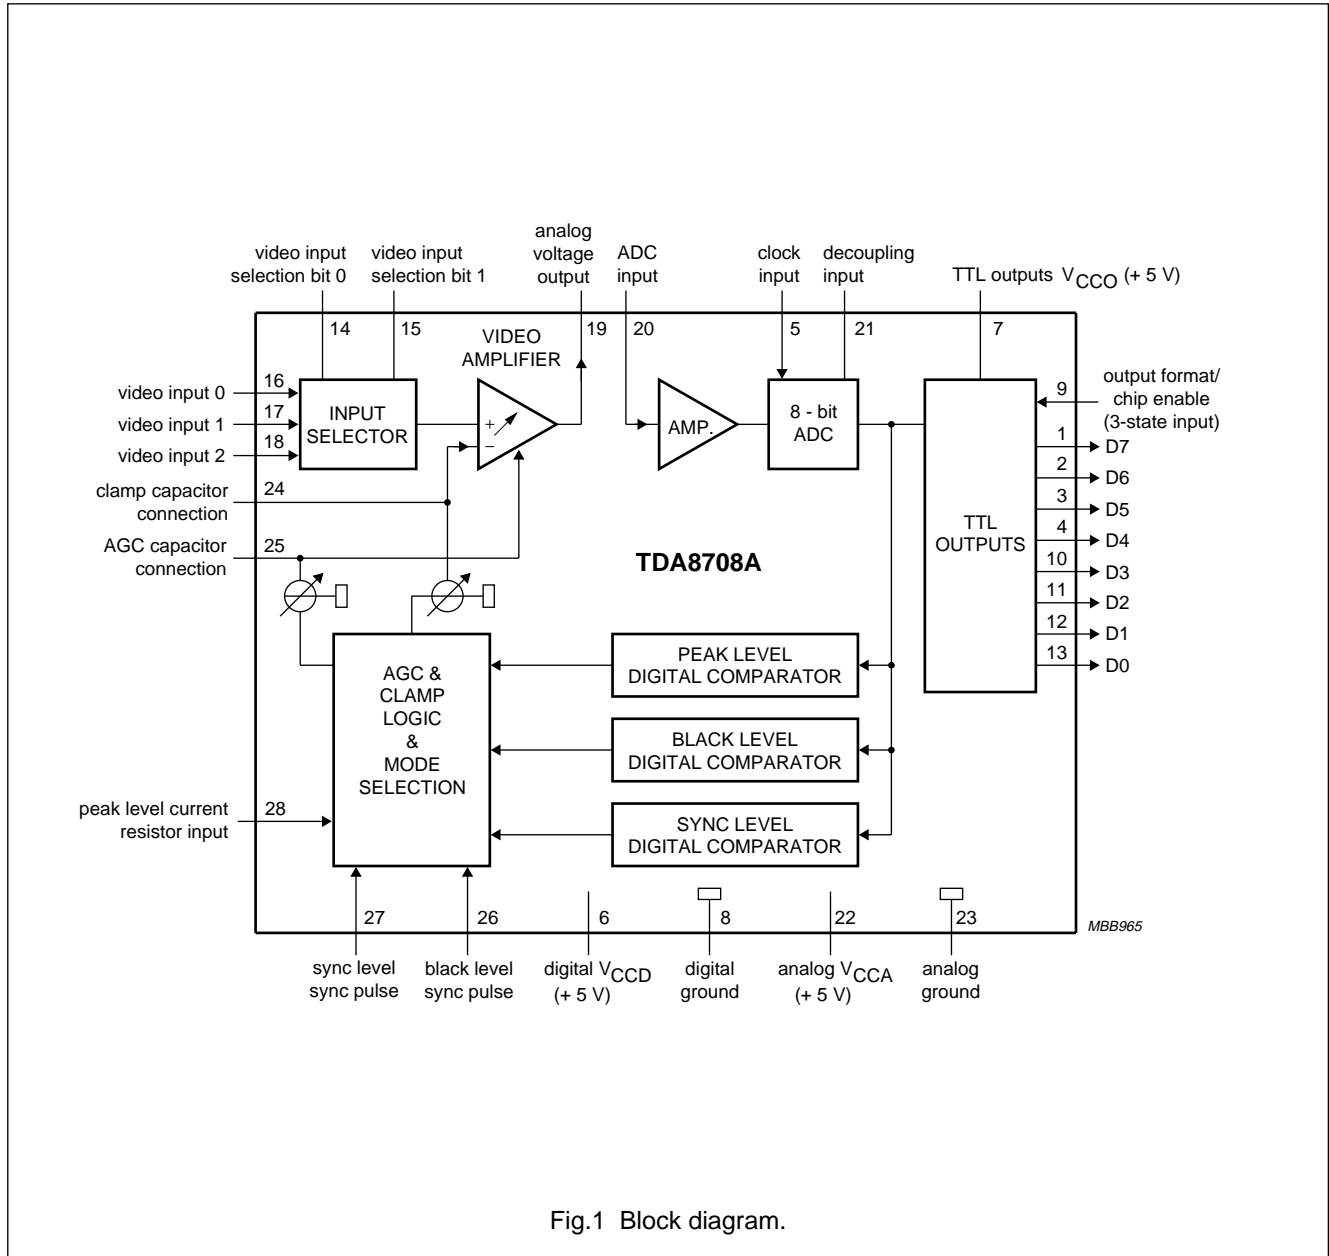 analog
voltage
output
video input
selection bit 0
video input
selection bit 1
ADC
input
clock
input
decoupling
input
TTL outputs VCCO (+ 5 V)
14
15
19
20
5
21
7
VIDEO
AMPLIFIER
video input 0
16
video input 1
17
video input 2
18
INPUT
SELECTOR
+
−
AMP.
8 - bit
ADC
9
output format/
chip enable
(3-state input)
1
D7
2
D6
3
D5
4
D4
10
D3
11
D2
12
D1
13
D0
TTL
OUTPUTS
clamp capacitor
connection
24
AGC capacitor
connection
25
TDA8708A
AGC &
CLAMP
LOGIC
&
MODE
SELECTION
PEAK LEVEL
DIGITAL COMPARATOR
BLACK LEVEL
DIGITAL COMPARATOR
SYNC LEVEL
DIGITAL COMPARATOR
peak level current
resistor input
28
27
26
6
8
22
23
MBB965
sync level
sync pulse
black level
sync pulse
digital VCCD
(+ 5 V)
digital
ground
analog VCCA
(+ 5 V)
analog
ground
Fig.1 Block diagram.